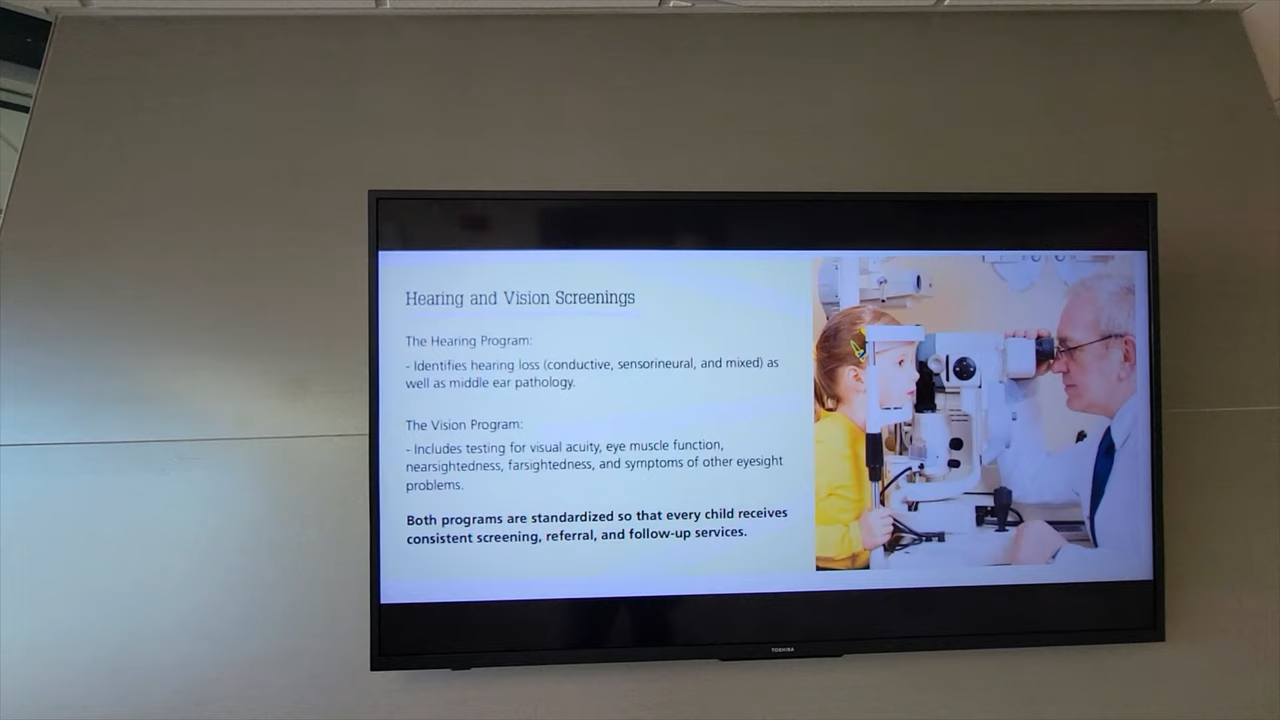 Hearing and Vision Screenings
The Hearing Program:
- Identifies hearing loss (conductive, sensorineural, and mixed) as
well as middle ear pathology.
The Vision Program:
- Includes testing for visual acuity, eye muscle function,
nearsightedness, farsightedness, and symptoms of other eyesight
problems.
Both programs are standardized so that every child receives
consistent screening, referral, and follow-up services.
TOSHIBA